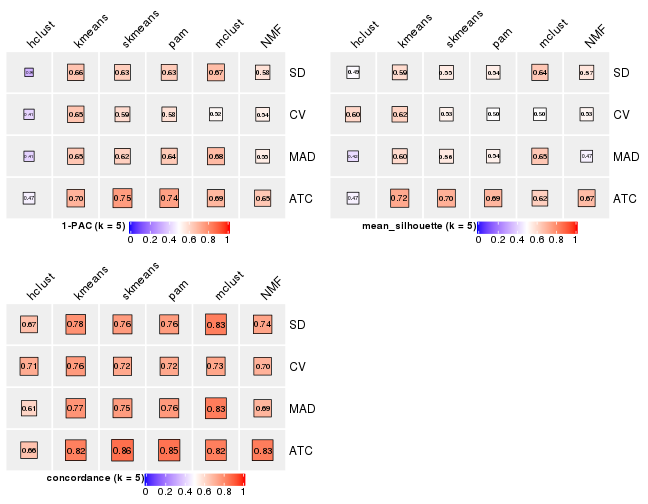 hclust kmeans skmeans pam mclust NMF
0.66 0.63 0.63 0.67 0.58 SD
0.41 0.65 0.59 0.58 0.52 0.54 CV
0.41 0.65 0.62 0.64 0.68 0.55 MAD
0.47 0.70 0.75 0.74 0.69 0.65 ATC
1-PAC (k = 5)
0 0.2 0.4 0.6 0.8 1
hclust kmeans skmeans pam mclust NMF
0.49 0.59 0.55 0.54 0.64 0.57 SD
0.60 0.62 0.53 0.50 0.50 0.53 CV
0.60 0.56 0.54 0.65 0.47 MAD
0.47 0.72 0.70 0.69 0.62 0.67 ATC
mean_silhouette (k = 5)
0 0.2 0.4 0.6 0.8 1
hclust kmeans skmeans pam mclust NMF
0.67 0.78 0.76 0.76 0.83 0.74 SD
0.71 0.76 0.72 0.72 0.73 0.70 CV
0.61 0.77 0.75 0.76 0.83 0.69 MAD
0.66 0.82 0.86 0.85 0.82 0.83 ATC
concordance (k = 5)
0 0.2 0.4 0.6 0.8 1